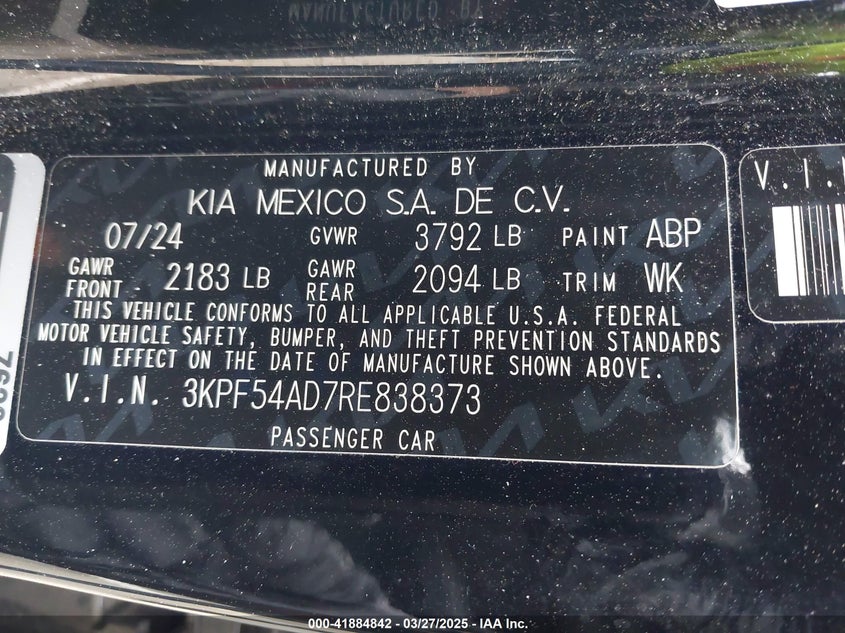 MANUFACTURED BY
MANUFACTURED BY
KIA MEXICO S.A. DE C.V.
07/24 GVWR 3792 LB PAINT ABP
GAWR FRONT - 2183 LB GAWR REAR 2094 LB TRIM WK
THIS VEHICLE CONFORMS TO ALL APPLICABLE U.S.A. FEDERAL
MOTOR VEHICLE SAFETY, BUMPER, AND THEFT PREVENTION STANDARDS
IN EFFECT ON THE DATE OF MANUFACTURE SHOWN ABOVE.
V.I.N. 3KPF54AD7RE838373
PASSENGER CAR
V.I.N
000-41884842 - 03/27/2025 - IAA Inc.